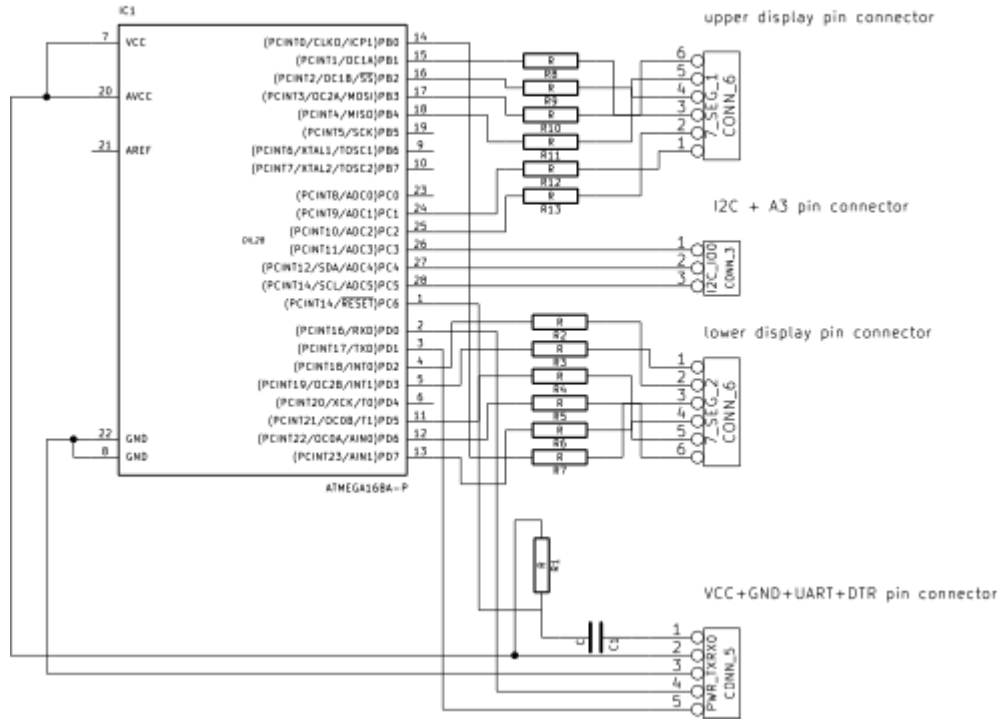 IC1
upper display pin connector
7 VCC
(PCINT0/CLKO/ICP1)PB0 14
(PCINT1/OC1A)PB1 15
(PCINT2/OC1B/SS)PB2 16
20 AVCC
(PCINT3/OC2A/MOSI)PB3 17
(PCINT4/MISO)PB4 18
(PCINT5/SCK)PB5 19
21 AREF
(PCINT6/XTAL1/TOSC1)PB6 9
(PCINT7/XTAL2/TOSC2)PB7 10
R
R8
R
R9
R
R10
R
R11
R
R12
R
R13
6
5
4
3
2
1
7_SEG_1
CONN_6
(PCINT8/ADC0)PC0 23
(PCINT9/ADC1)PC1 24
(PCINT10/ADC2)PC2 25
DIL28
(PCINT11/ADC3)PC3 26
(PCINT12/SDA/ADC4)PC4 27
(PCINT14/SCL/ADC5)PC5 28
(PCINT14/RESET)PC6 1
I2C + A3 pin connector
1
2
3
I2C_IOO
CONN_3
lower display pin connector
(PCINT16/RXD)PD0 2
(PCINT17/TXD)PD1 3
(PCINT18/INT0)PD2 4
(PCINT19/OC2B/INT1)PD3 5
(PCINT20/XCK/T0)PD4 6
(PCINT21/OC0B/T1)PD5 11
22 GND
(PCINT22/OC0A/AIN0)PD6 12
8 GND
(PCINT23/AIN1)PD7 13
R
R2
R
R3
R
R4
R
R5
R
R6
R
R7
1
2
3
4
5
6
7_SEG_2
CONN_6
ATMEGA168A-P
R
R1
VCC+GND+UART+DTR pin connector
C
C1
1
2
3
4
5
PWR_TXRXO
CONN_5